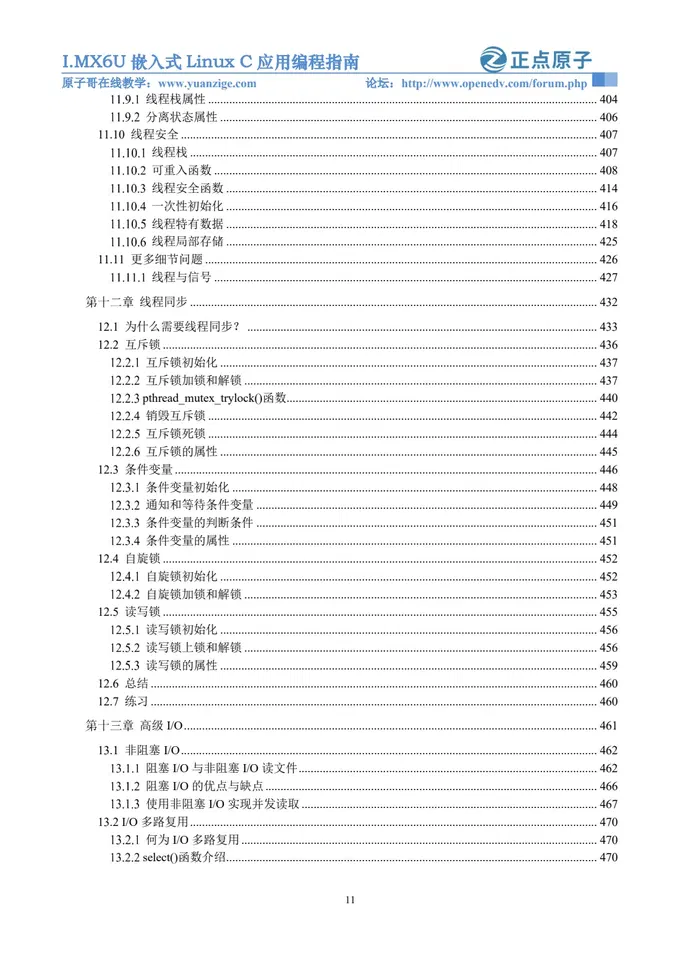 I.MX6U 嵌入式 Linux C 应用编程指南
正点原子
原子哥在线教学：www.yuanzige.com 论坛：http://www.openedv.com/forum.php
11.9.1 线程栈属性 404
11.9.2 分离状态属性 406
11.10 线程安全 407
11.10.1 线程栈 407
11.10.2 可重入函数 408
11.10.3 线程安全函数 414
11.10.4 一次性初始化 416
11.10.5 线程特有数据 418
11.10.6 线程局部存储 425
11.11 更多细节问题 426
11.11.1 线程与信号 427
第十二章 线程同步 432
12.1 为什么需要线程同步？ 433
12.2 互斥锁 436
12.2.1 互斥锁初始化 437
12.2.2 互斥锁加锁和解锁 437
12.2.3 pthread_mutex_trylock()函数 440
12.2.4 销毁互斥锁 442
12.2.5 互斥锁死锁 444
12.2.6 互斥锁的属性 445
12.3 条件变量 446
12.3.1 条件变量初始化 448
12.3.2 通知和等待条件变量 449
12.3.3 条件变量的判断条件 451
12.3.4 条件变量的属性 451
12.4 自旋锁 452
12.4.1 自旋锁初始化 452
12.4.2 自旋锁加锁和解锁 453
12.5 读写锁 455
12.5.1 读写锁初始化 456
12.5.2 读写锁上锁和解锁 456
12.5.3 读写锁的属性 459
12.6 总结 460
12.7 练习 460
第十三章 高级 I/O 461
13.1 非阻塞 I/O 462
13.1.1 阻塞 I/O 与非阻塞 I/O 读文件 462
13.1.2 阻塞 I/O 的优点与缺点 466
13.1.3 使用非阻塞 I/O 实现并发读取 467
13.2 I/O 多路复用 470
13.2.1 何为 I/O 多路复用 470
13.2.2 select()函数介绍 470
11